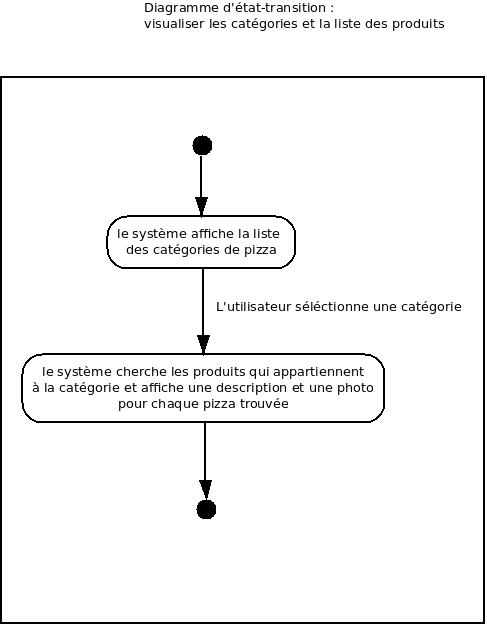 Diagramme d'état-transition :
visualiser les catégories et la liste des produits
le système affiche la liste
des catégories de pizza
L'utilisateur séléctionne une catégorie
le système cherche les produits qui appartiennent
à la catégorie et affiche une description et une photo
pour chaque pizza trouvée